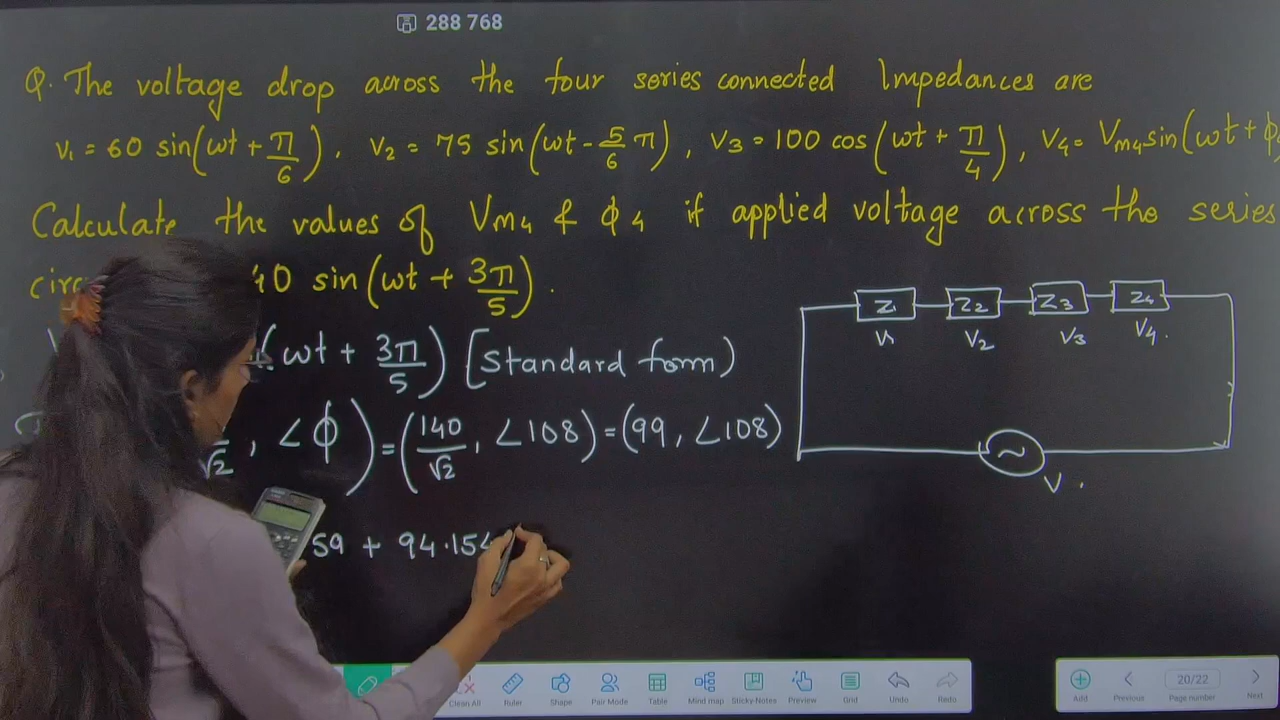 288 768
Q. The voltage drop across the four series connected Impedances are
V₁ = 60 sin(ωt + π/6), V₂ = 75 sin(ωt - 5/6 π), V₃ = 100 cos(ωt + π/4), V₄ = Vm₄ sin(ωt + ϕ
Calculate the values of Vm₄ & ϕ₄ if applied voltage across the series
circ 40 sin(ωt + 3π/5).
(ωt + 3π/5) [Standard form)
√2, ∠ϕ) = (140/√2, ∠108) = (99, ∠108)
59 + 94.154
Z₁ Z₂ Z₃ Z₄
V₁ V₂ V₃ V₄.
~
V.
Clean All Ruler Shape Pair Mode Table Mind map Sticky Notes Preview Grid Undo Redo
Add Previous 20/22 Page number Next